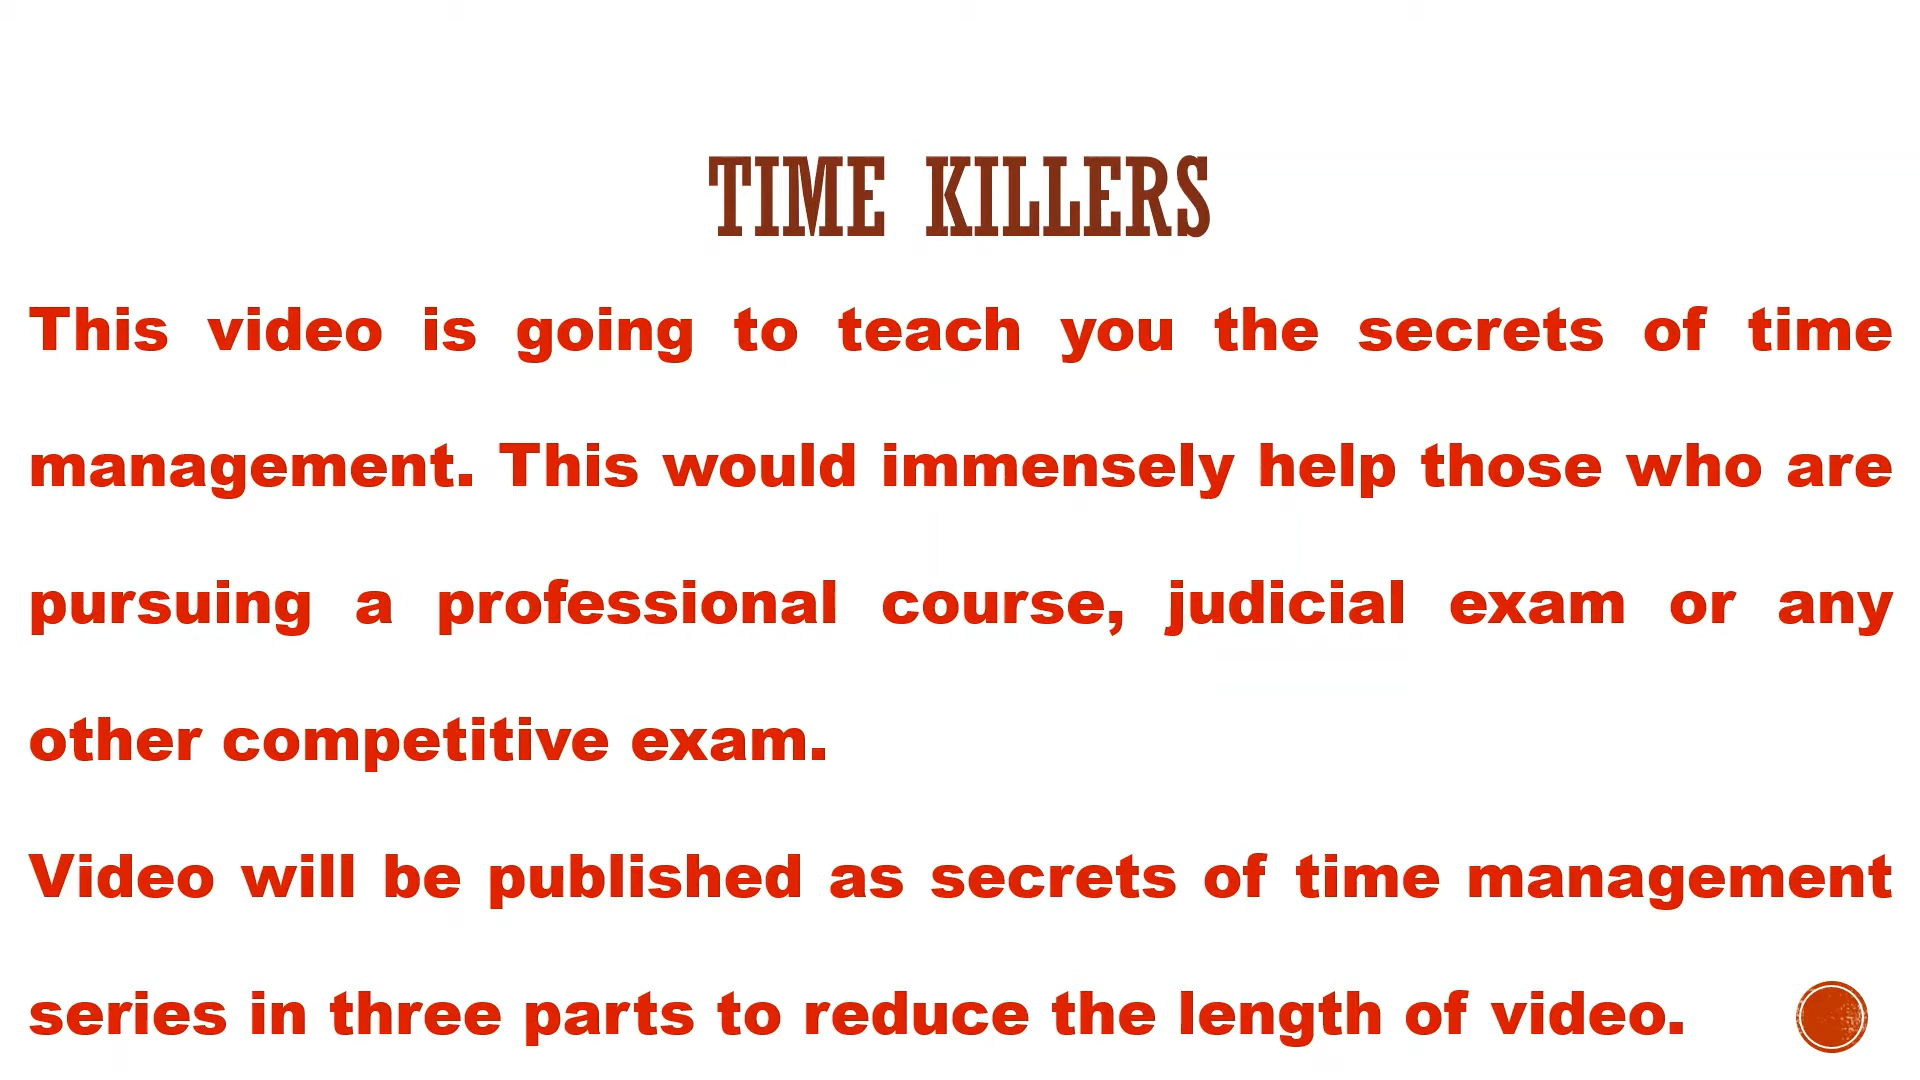 TIME KILLERS
This video is going to teach you the secrets of time
management. This would immensely help those who are
pursuing a professional course, judicial exam or any
other competitive exam.
Video will be published as secrets of time management
series in three parts to reduce the length of video.